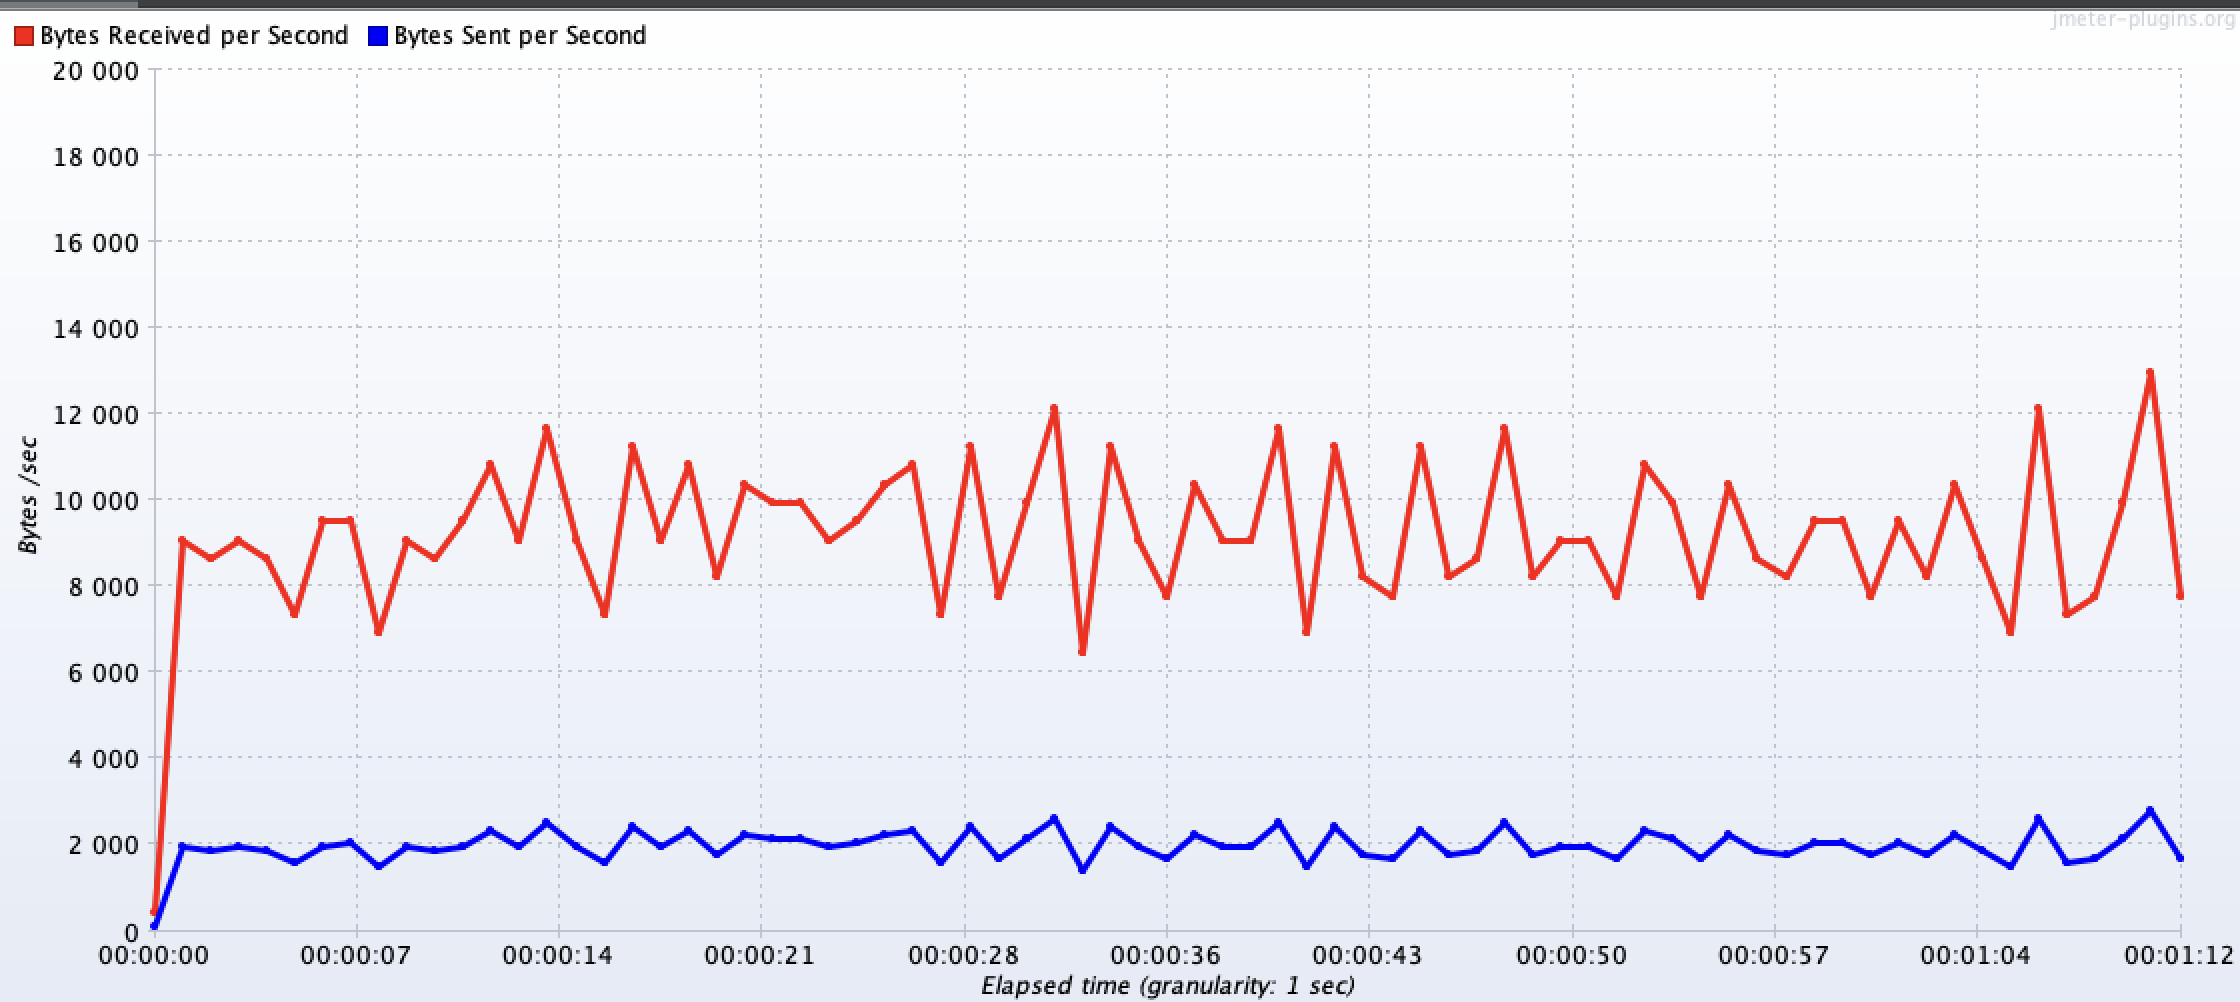 jmeter-plugins.org
Bytes Received per Second Bytes Sent per Second
20 000
18 000
16 000
14 000
12 000
10 000
8 000
6 000
4 000
2 000
0
Bytes /sec
00:00:00 00:00:07 00:00:14 00:00:21 00:00:28 00:00:36 00:00:43 00:00:50 00:00:57 00:01:04 00:01:12
Elapsed time (granularity: 1 sec)